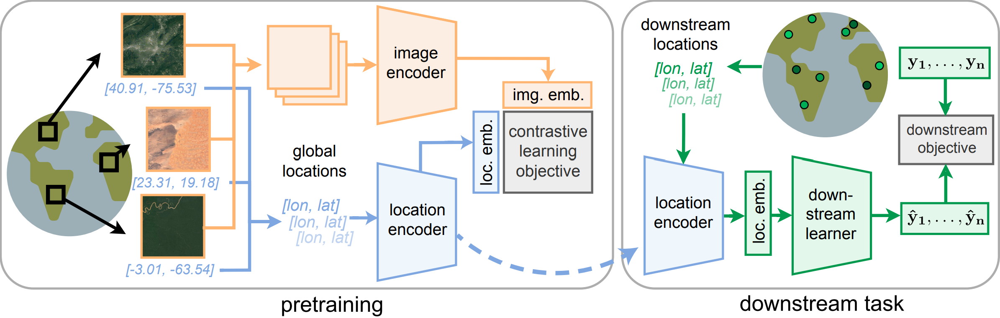 [40.91, -75.53]
[23.31, 19.18]
[-3.01, -63.54]
global
locations
[lon, lat]
[lon, lat]
[lon, lat]
image
encoder
location
encoder
img. emb.
loc. emb.
contrastive
learning
objective
pretraining
downstream
locations
[lon, lat]
[lon, lat]
[lon, lat]
location
encoder
loc. emb.
down-
stream
learner
y₁, . . . , yₙ
downstream
objective
ŷ₁, . . . , ŷₙ
downstream task